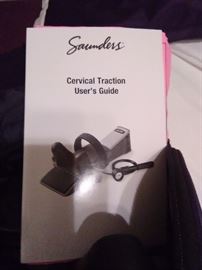 Saunders
Cervical Traction
User's Guide